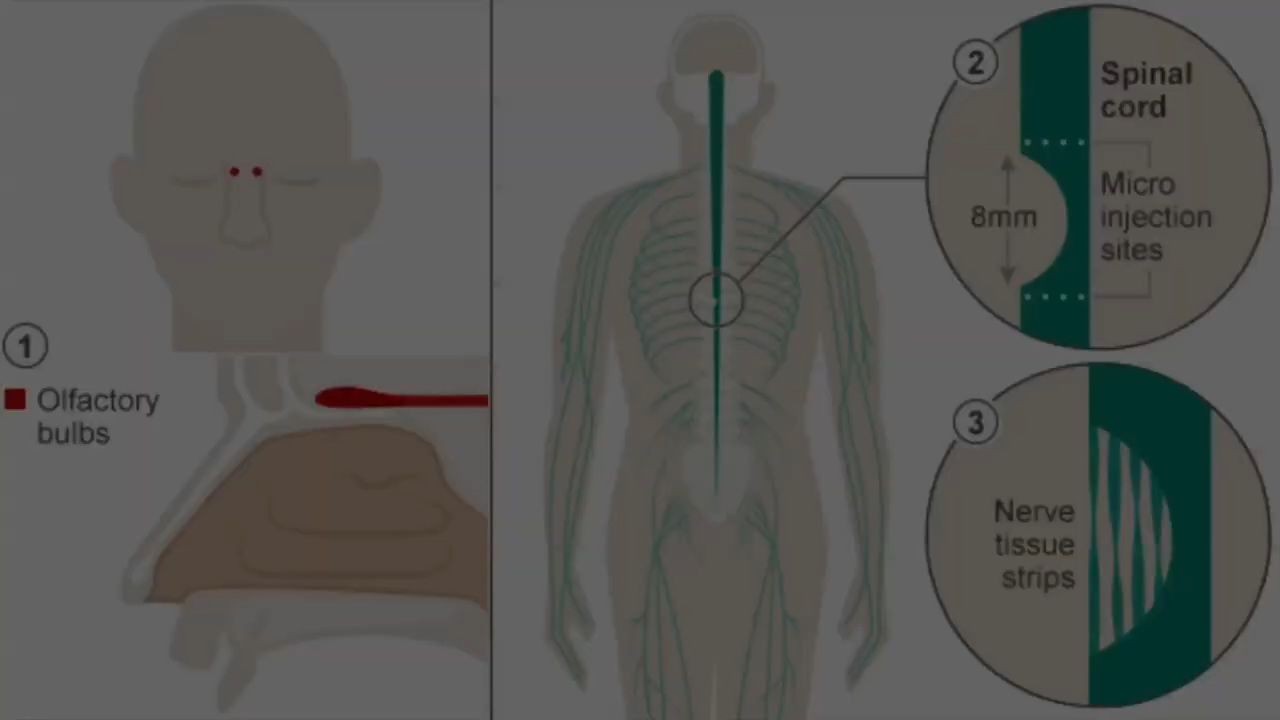 1
Olfactory
bulbs
2
Spinal
cord
8mm
Micro
injection
sites
3
Nerve
tissue
strips